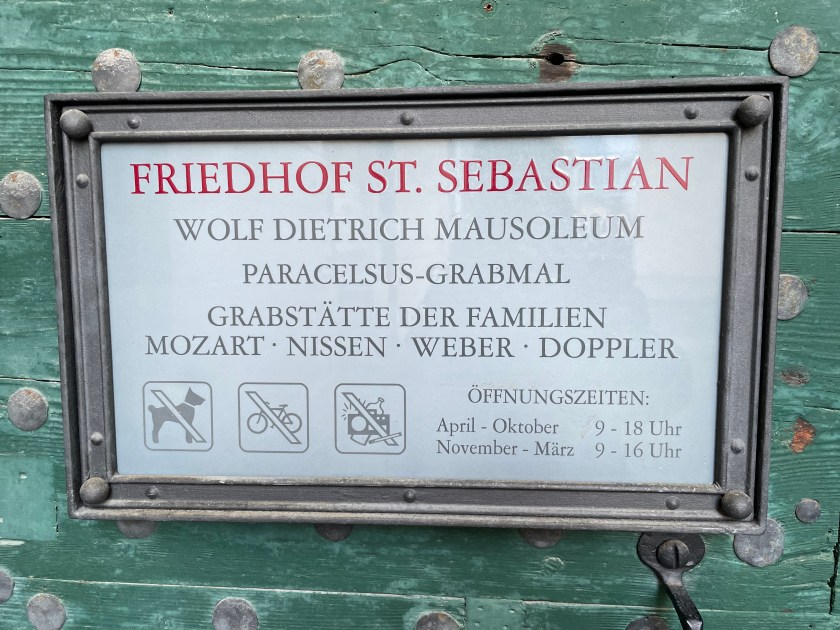 FRIEDHOF ST. SEBASTIAN
WOLF DIETRICH MAUSOLEUM
PARACELSUS-GRABMAL
GRABSTÄTTE DER FAMILIEN
MOZART · NISSEN · WEBER · DOPPLER
ÖFFNUNGSZEITEN:
April - Oktober 9 - 18 Uhr
November - März 9 - 16 Uhr